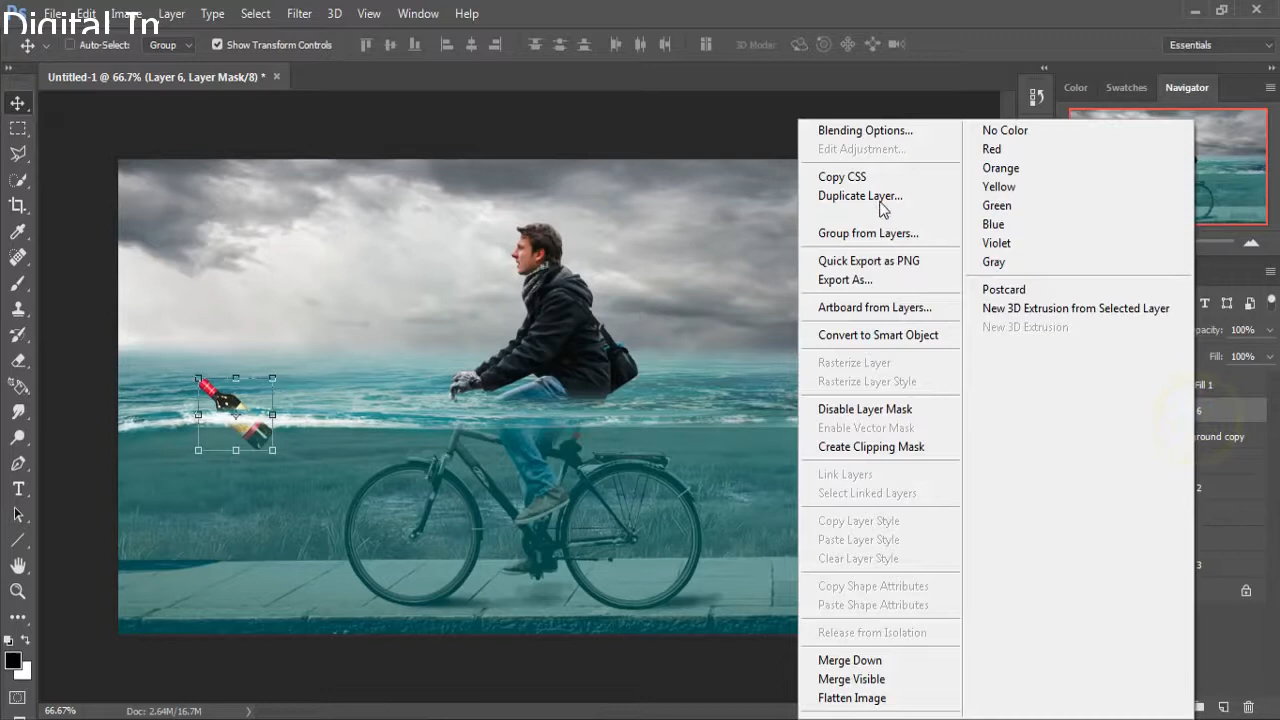 Digital Tn
File Edit Image Layer Type Select Filter 3D View Window Help
Auto-Select: Group Show Transform Controls 3D Mode: Essentials
Untitled-1 @ 66.7% (Layer 6, Layer Mask/8) * ×
Color Swatches Navigator
Blending Options...
Edit Adjustment...
Copy CSS
Duplicate Layer...
Group from Layers...
Quick Export as PNG
Export As...
Artboard from Layers...
Convert to Smart Object
Rasterize Layer
Rasterize Layer Style
Disable Layer Mask
Enable Vector Mask
Create Clipping Mask
Link Layers
Select Linked Layers
Copy Layer Style
Paste Layer Style
Clear Layer Style
Copy Shape Attributes
Paste Shape Attributes
Release from Isolation
Merge Down
Merge Visible
Flatten Image
No Color
Red
Orange
Yellow
Green
Blue
Violet
Gray
Postcard
New 3D Extrusion from Selected Layer
New 3D Extrusion
pacity: 100%
Fill: 100%
Fill 1
6
round copy
2
3
66.67% Doc: 2.64M/16.7M